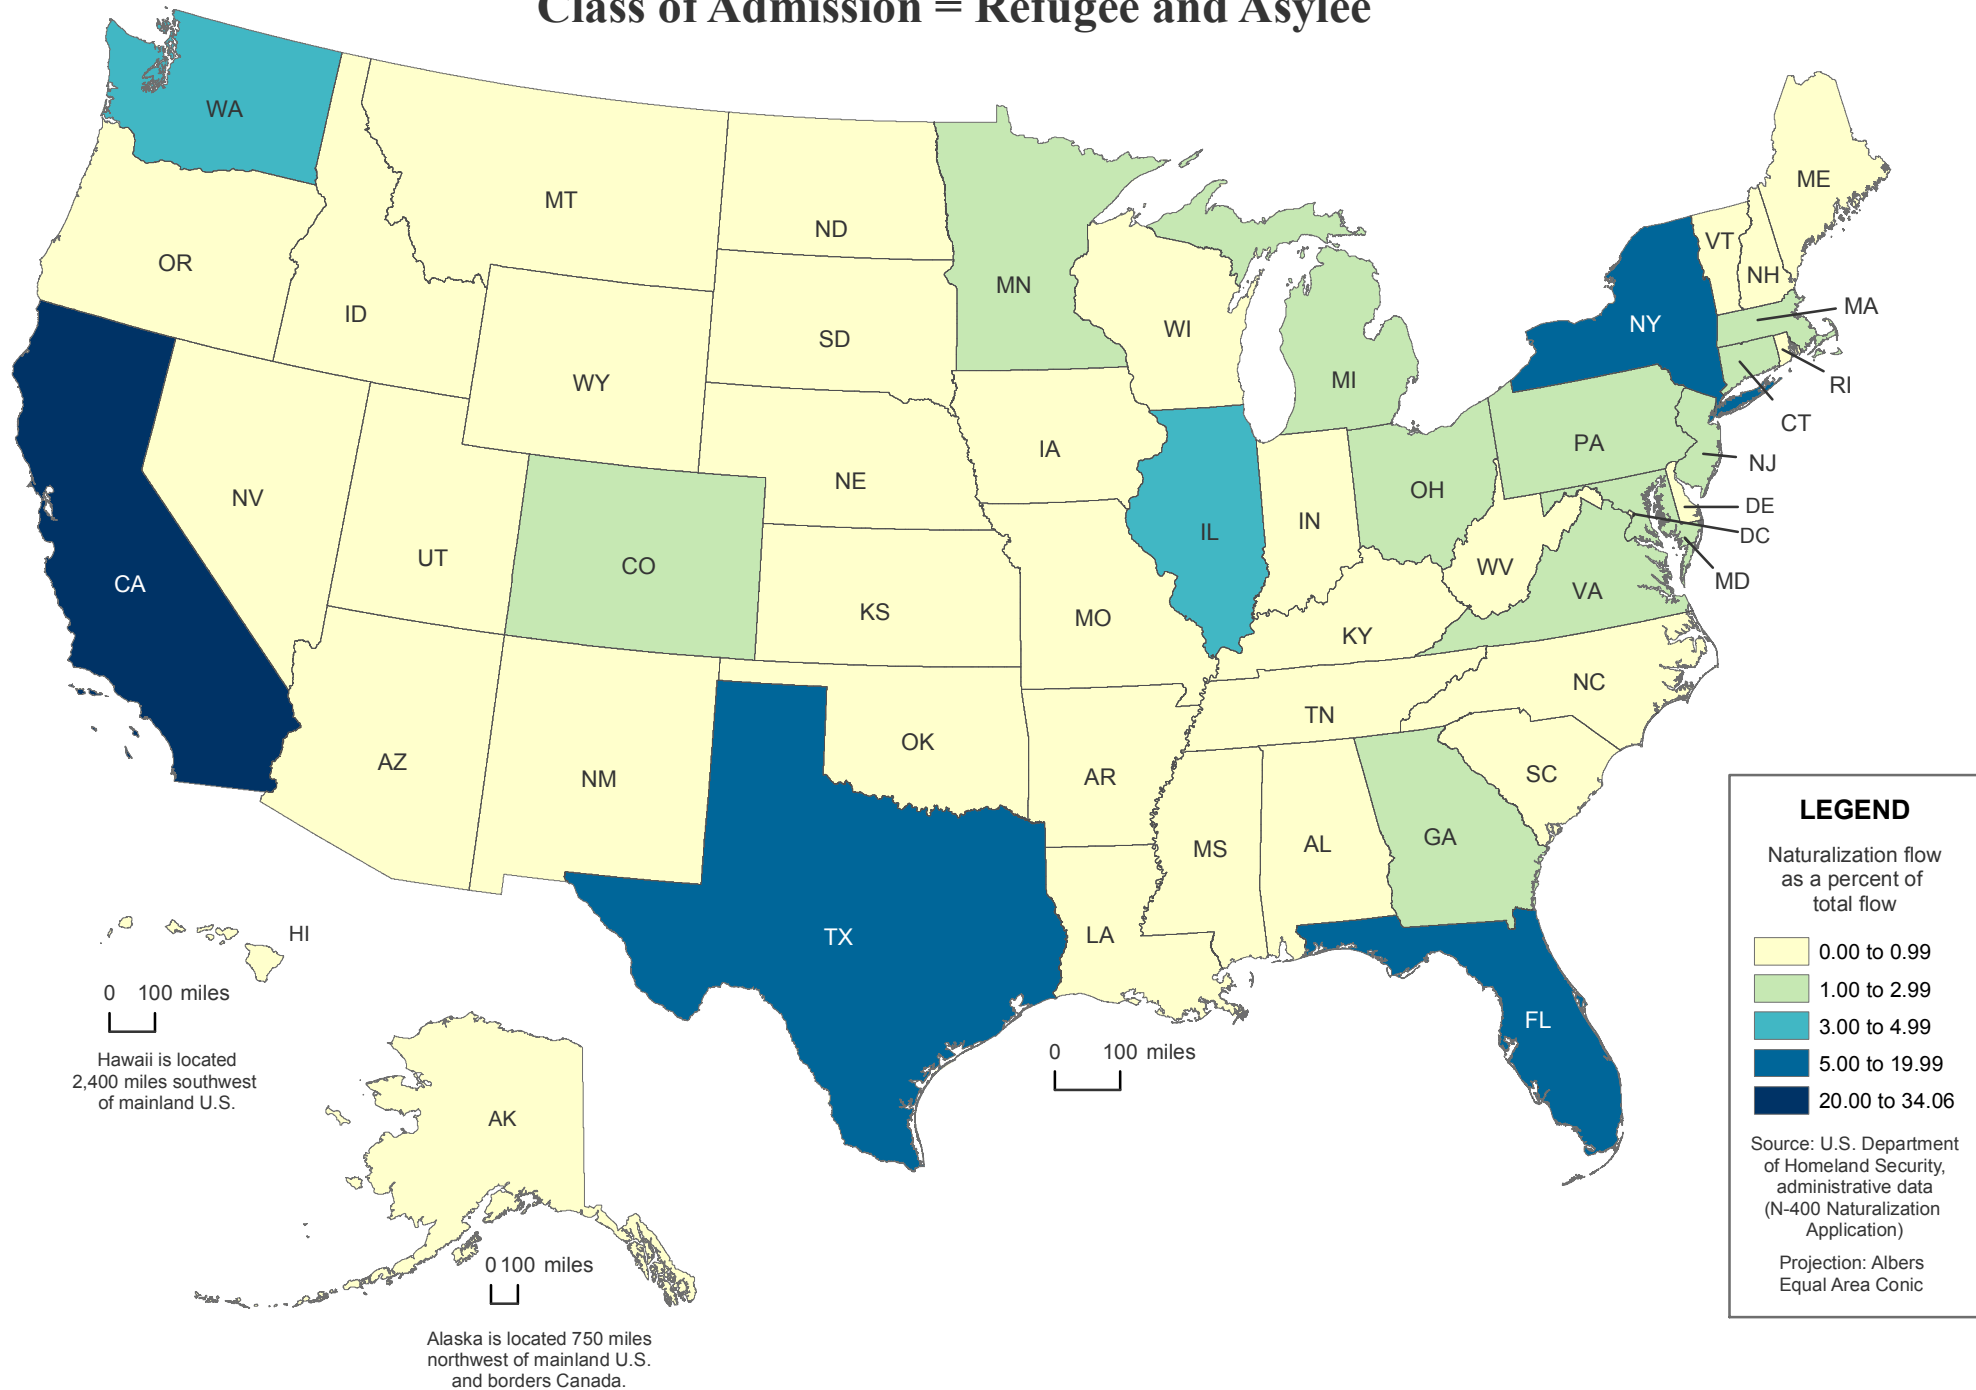 Class of Admission = Refugee and Asylee
WA
MT
ND
OR
ID
MN
ME
VT
NH
NY
MA
WI
SD
WY
MI
RI
CT
IA
PA
NJ
NE
NV
OH
DE
DC
IN
IL
UT
CO
WV
MD
VA
CA
KS
MO
KY
NC
TN
OK
AZ
NM
AR
SC
GA
MS
AL
TX
LA
FL
HI
0 100 miles
Hawaii is located
2,400 miles southwest
of mainland U.S.
AK
0 100 miles
Alaska is located 750 miles
northwest of mainland U.S.
and borders Canada.
0 100 miles
LEGEND
Naturalization flow
as a percent of
total flow
0.00 to 0.99
1.00 to 2.99
3.00 to 4.99
5.00 to 19.99
20.00 to 34.06
Source: U.S. Department
of Homeland Security,
administrative data
(N-400 Naturalization
Application)
Projection: Albers
Equal Area Conic